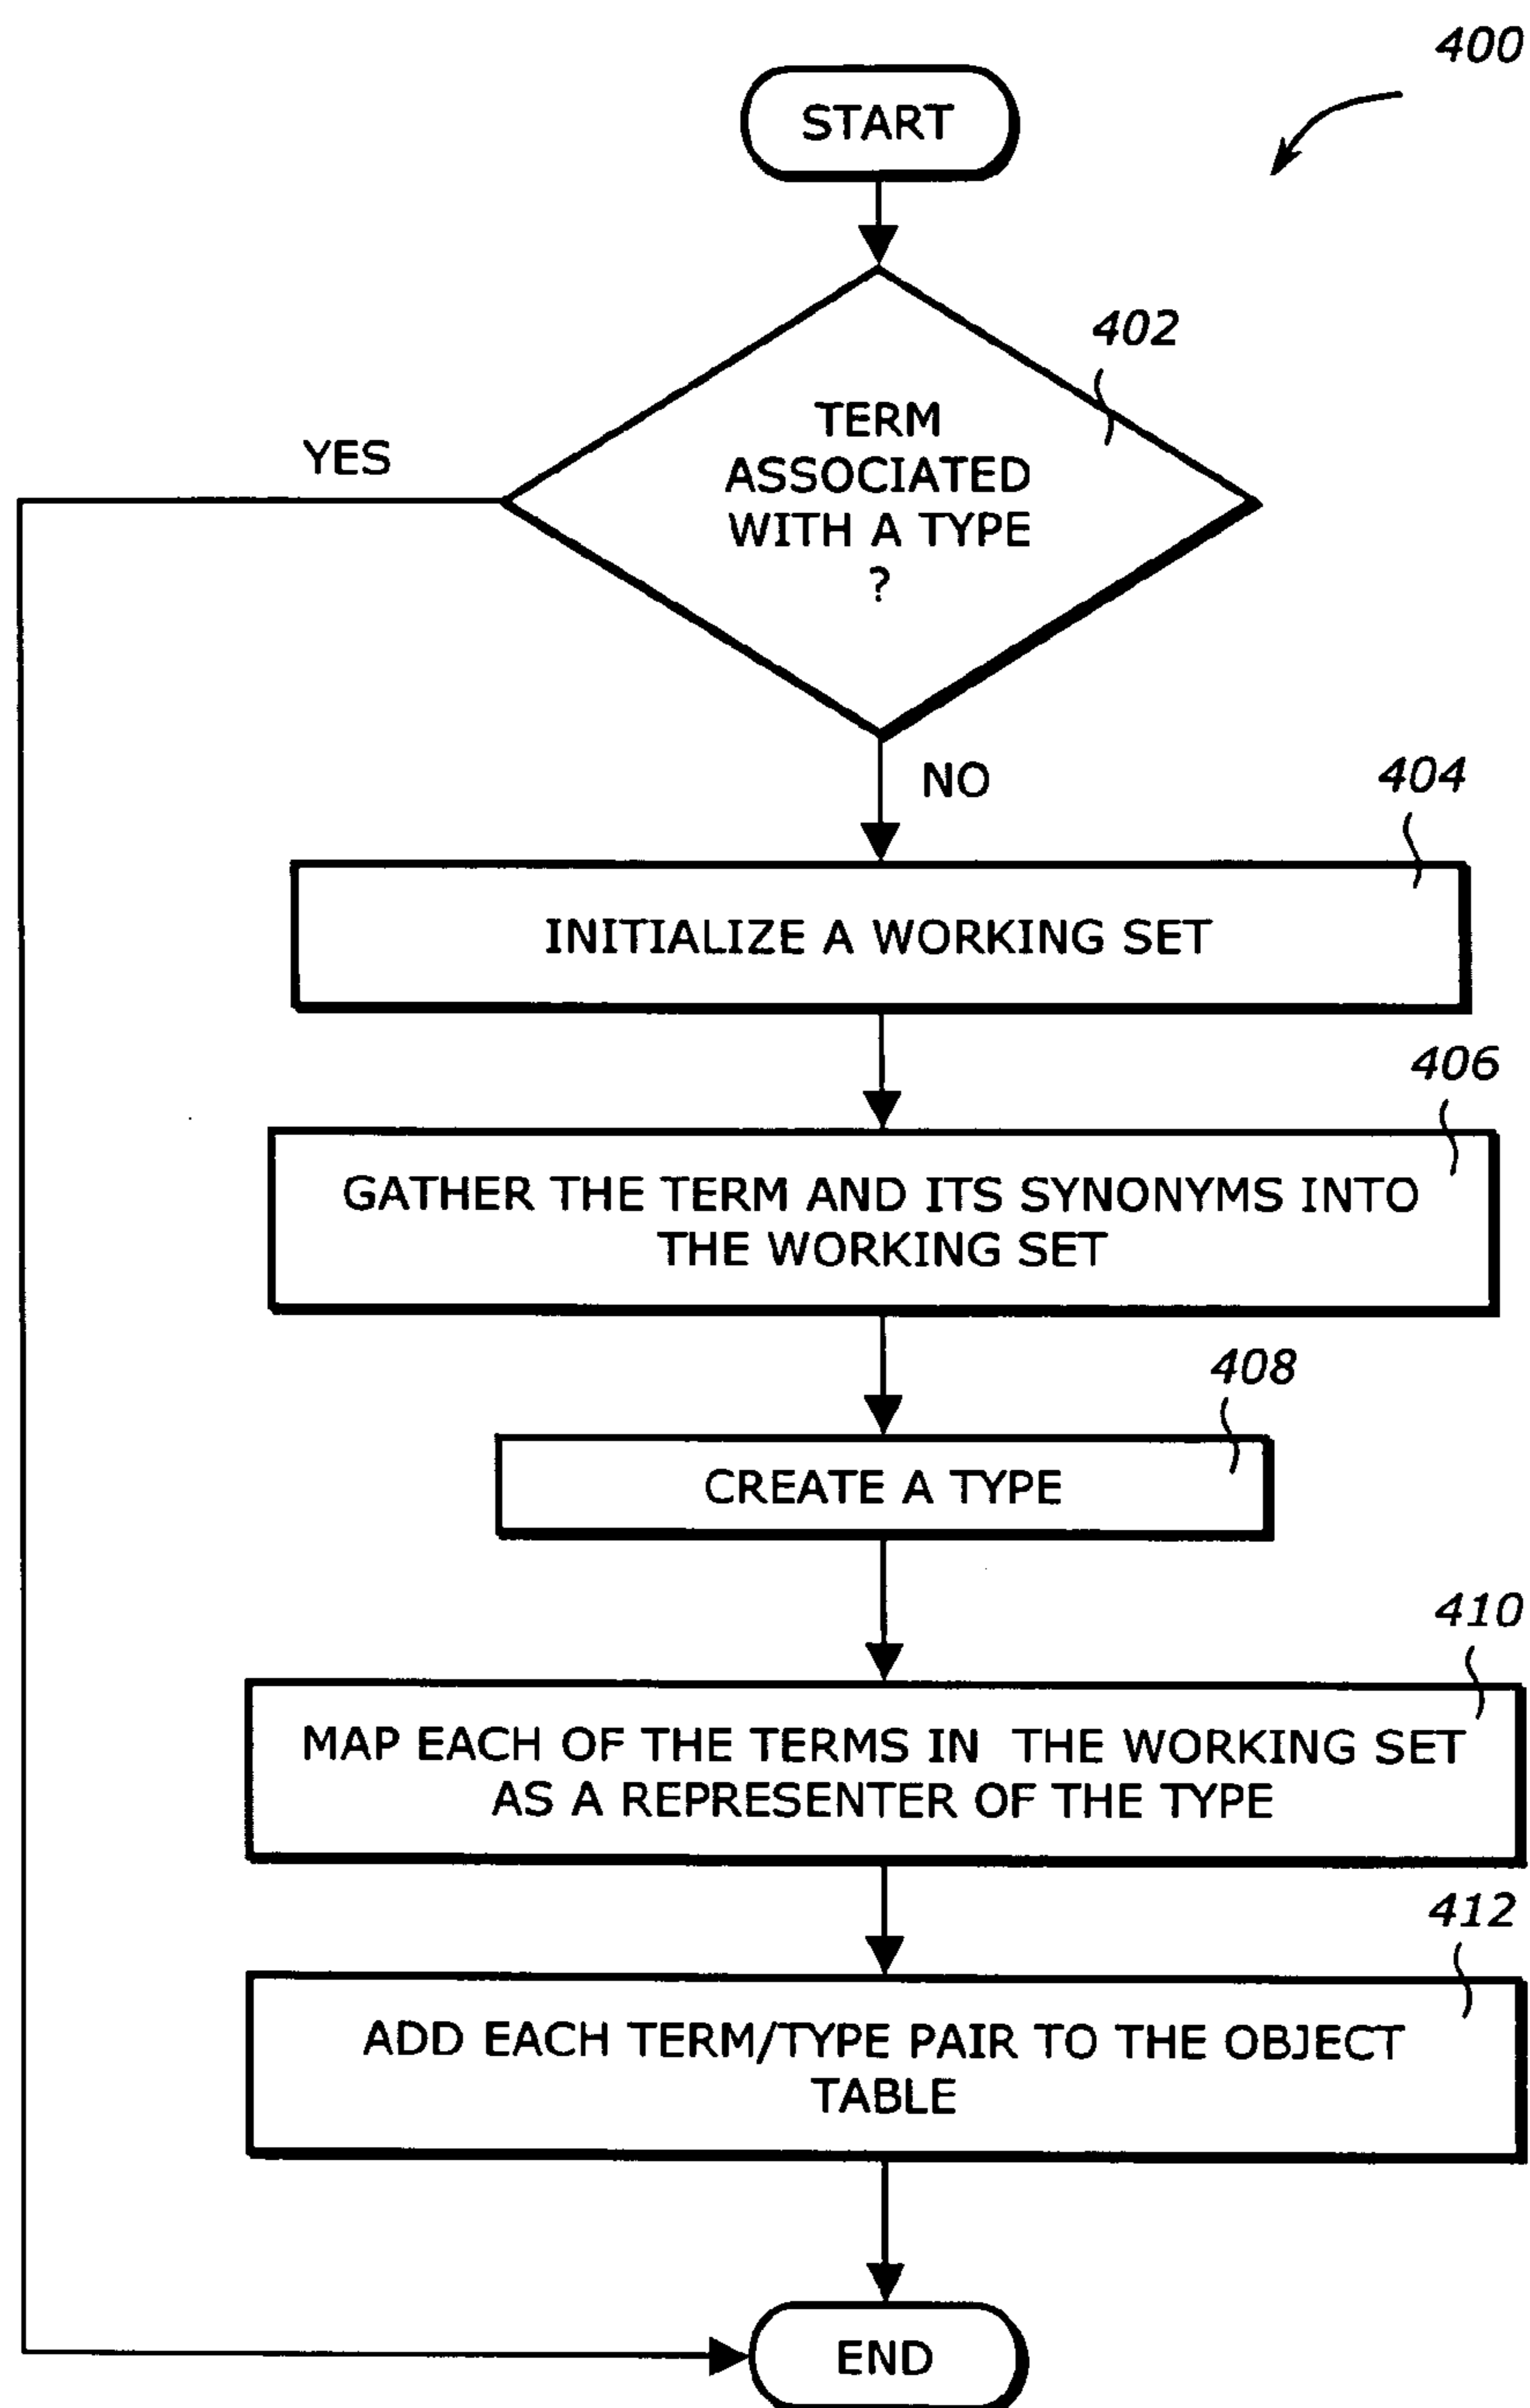 400
START
402
TERM
ASSOCIATED
WITH A TYPE
?
YES
NO
404
INITIALIZE A WORKING SET
406
GATHER THE TERM AND ITS SYNONYMS INTO
THE WORKING SET
408
CREATE A TYPE
410
MAP EACH OF THE TERMS IN THE WORKING SET
AS A REPRESENTER OF THE TYPE
412
ADD EACH TERM/TYPE PAIR TO THE OBJECT
TABLE
END